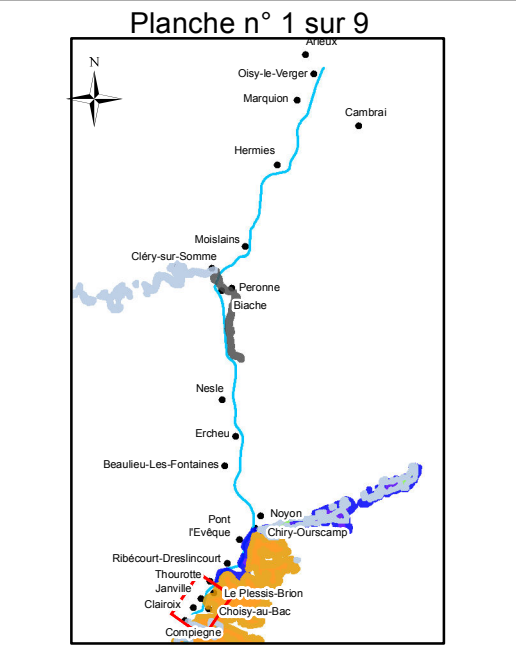 Planche n° 1 sur 9
Arleux
N
Oisy-le-Verger
Marquion
Cambrai
Hermies
Moislains
Cléry-sur-Somme
Peronne
Biache
Nesle
Ercheu
Beaulieu-Les-Fontaines
Noyon
Pont
l'Evêque
Chiry-Ourscamp
Ribécourt-Dreslincourt
Thourotte
Janville
Le Plessis-Brion
Clairoix
Choisy-au-Bac
Compiegne